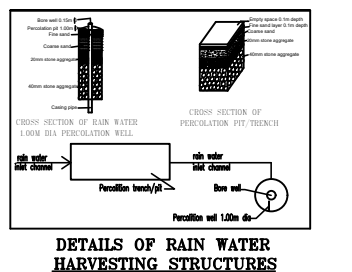 Bore well 0.15m
Percolation pit 1.00m
Fine sand
Coarse sand
20mm stone aggregate
40mm stone aggregate
Casing pipe
CROSS SECTION OF RAIN WATER
1.00M DIA PERCOLATION WELL
Empty space 0.1m depth
Fine sand layer 0.1m depth
Coarse sand
20mm stone aggregate
40mm stone aggregate
CROSS SECTION OF
PERCOLATION PIT/TRENCH
rain water
inlet channel
Percolition trench/pit
rain water
inlet channel
Bore well
Percolition well 1.00m dia
DETAILS OF RAIN WATER
HARVESTING STRUCTURES